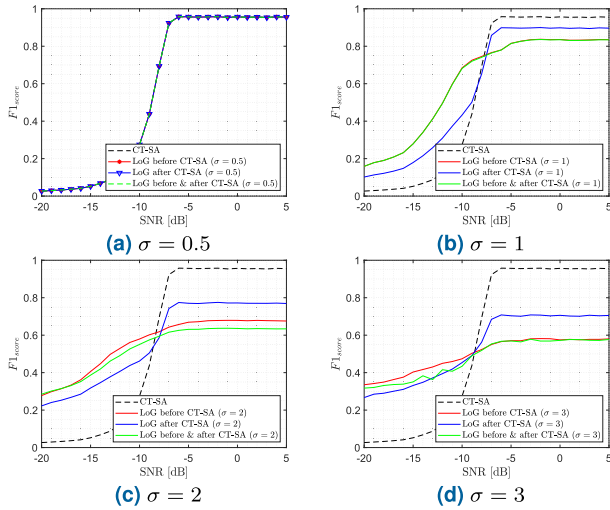 1
0.8
0.6
0.4
0.2
0
F1score
CT-SA
LoG before CT-SA (σ = 0.5)
LoG after CT-SA (σ = 0.5)
LoG before & after CT-SA (σ = 0.5)
-20 -15 -10 -5 0 5
SNR [dB]
(a) σ = 0.5
1
0.8
0.6
0.4
0.2
0
F1score
CT-SA
LoG before CT-SA (σ = 1)
LoG after CT-SA (σ = 1)
LoG before & after CT-SA (σ = 1)
-20 -15 -10 -5 0 5
SNR [dB]
(b) σ = 1
1
0.8
0.6
0.4
0.2
0
F1score
CT-SA
LoG before CT-SA (σ = 2)
LoG after CT-SA (σ = 2)
LoG before & after CT-SA (σ = 2)
-20 -15 -10 -5 0 5
SNR [dB]
(c) σ = 2
1
0.8
0.6
0.4
0.2
0
F1score
CT-SA
LoG before CT-SA (σ = 3)
LoG after CT-SA (σ = 3)
LoG before & after CT-SA (σ = 3)
-20 -15 -10 -5 0 5
SNR [dB]
(d) σ = 3